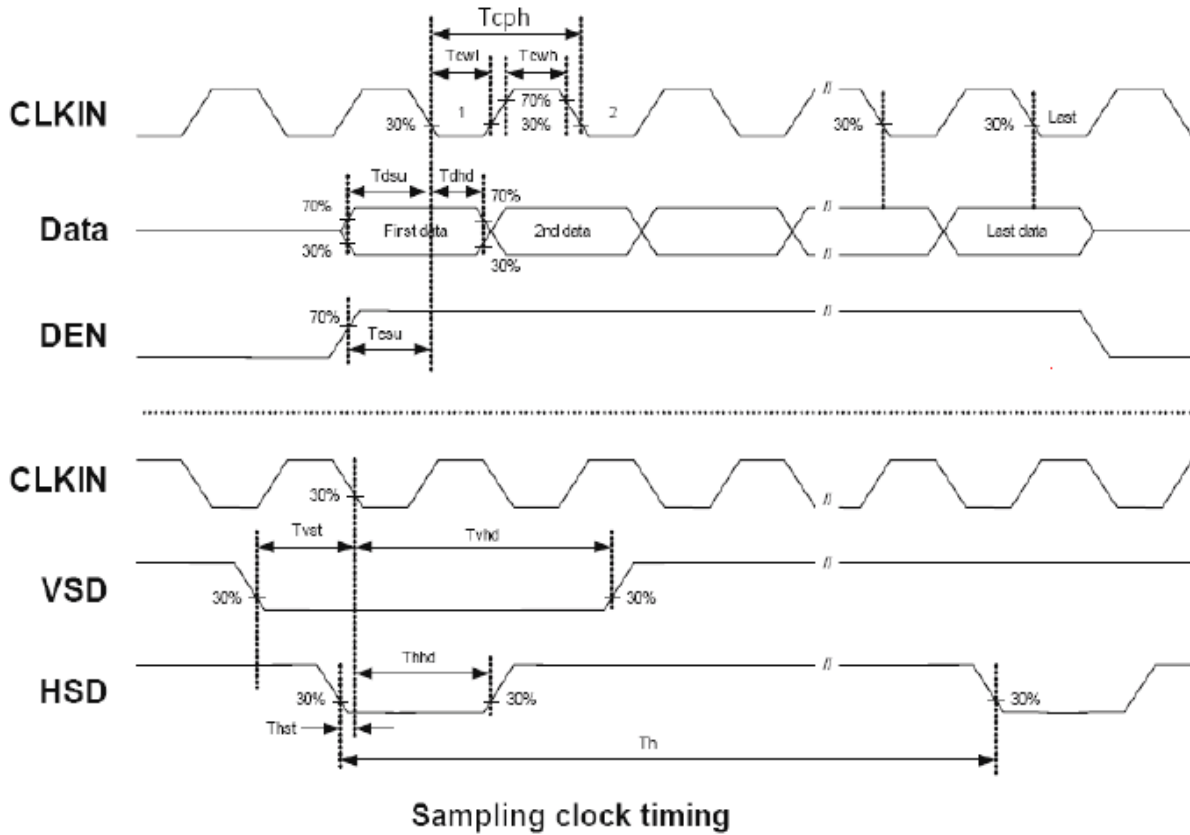 Tcph
Tcwl Tcwh
CLKIN 30% 1 70% 30% 2 // 30% 30% Last
Tdsu Tdhd
70% 70%
Data First data 2nd data // Last data
30% 30%
DEN 70% //
Tesu
CLKIN 30% //
Tvst Tvhd
VSD 30% 30% //
Thhd
HSD 30% 30% // 30%
Thst
Th
Sampling clock timing